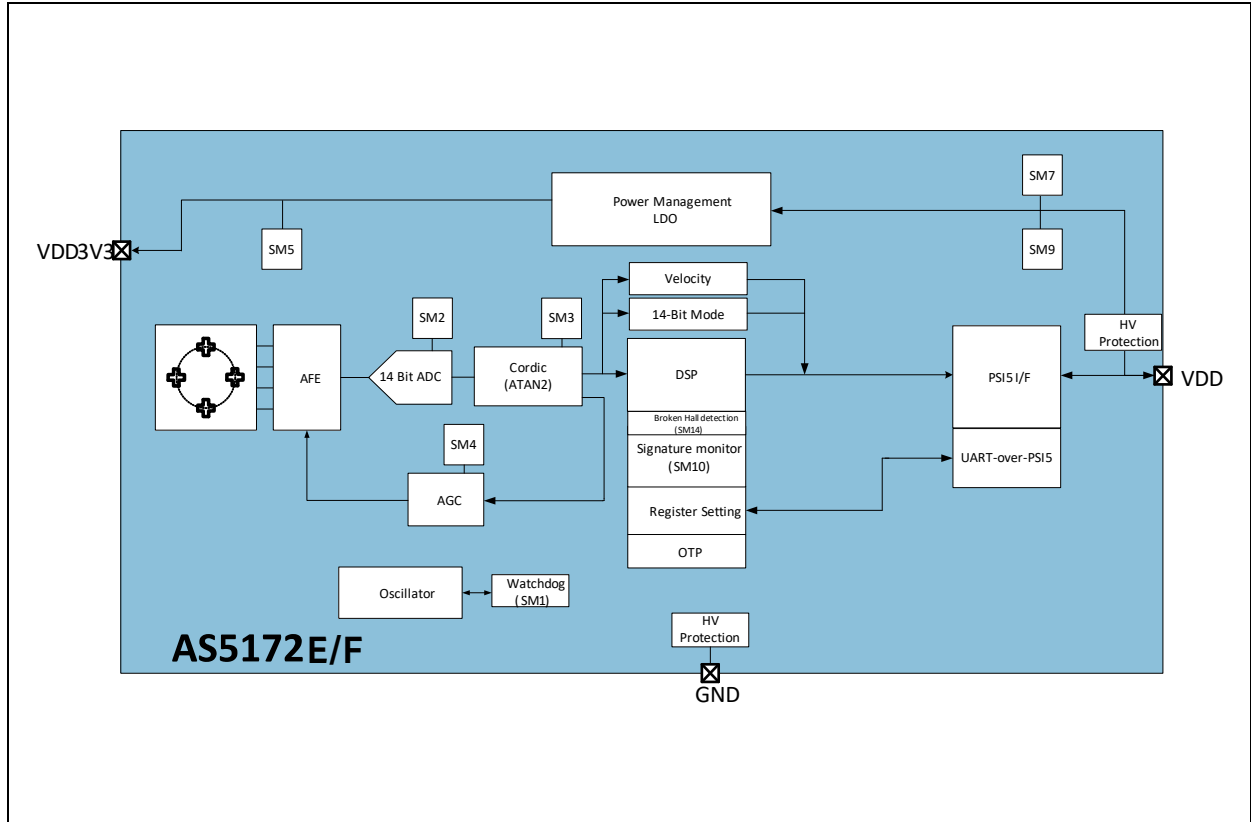 SM7
Power Management
LDO
VDD3V3
SM5
SM9
Velocity
SM2
SM3
14-Bit Mode
HV
Protection
AFE
14 Bit ADC
Cordic
(ATAN2)
DSP
PSI5 I/F
VDD
Broken Hall detection
(SM14)
SM4
Signature monitor
(SM10)
UART-over-PSI5
AGC
Register Setting
OTP
Oscillator
Watchdog
(SM1)
HV
Protection
AS5172E/F
GND